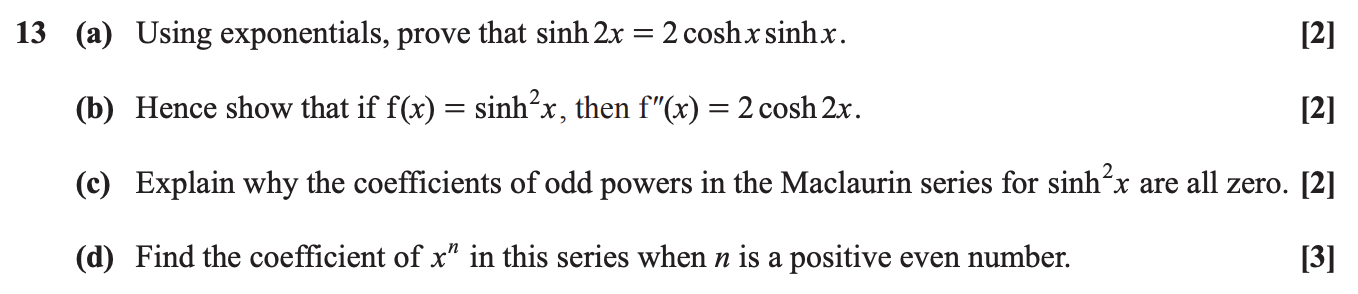 13 (a) Using exponentials, prove that sinh 2x = 2 cosh x sinh x. [2]
(b) Hence show that if f(x) = sinh²x, then f″(x) = 2 cosh 2x. [2]
(c) Explain why the coefficients of odd powers in the Maclaurin series for sinh²x are all zero. [2]
(d) Find the coefficient of xⁿ in this series when n is a positive even number. [3]